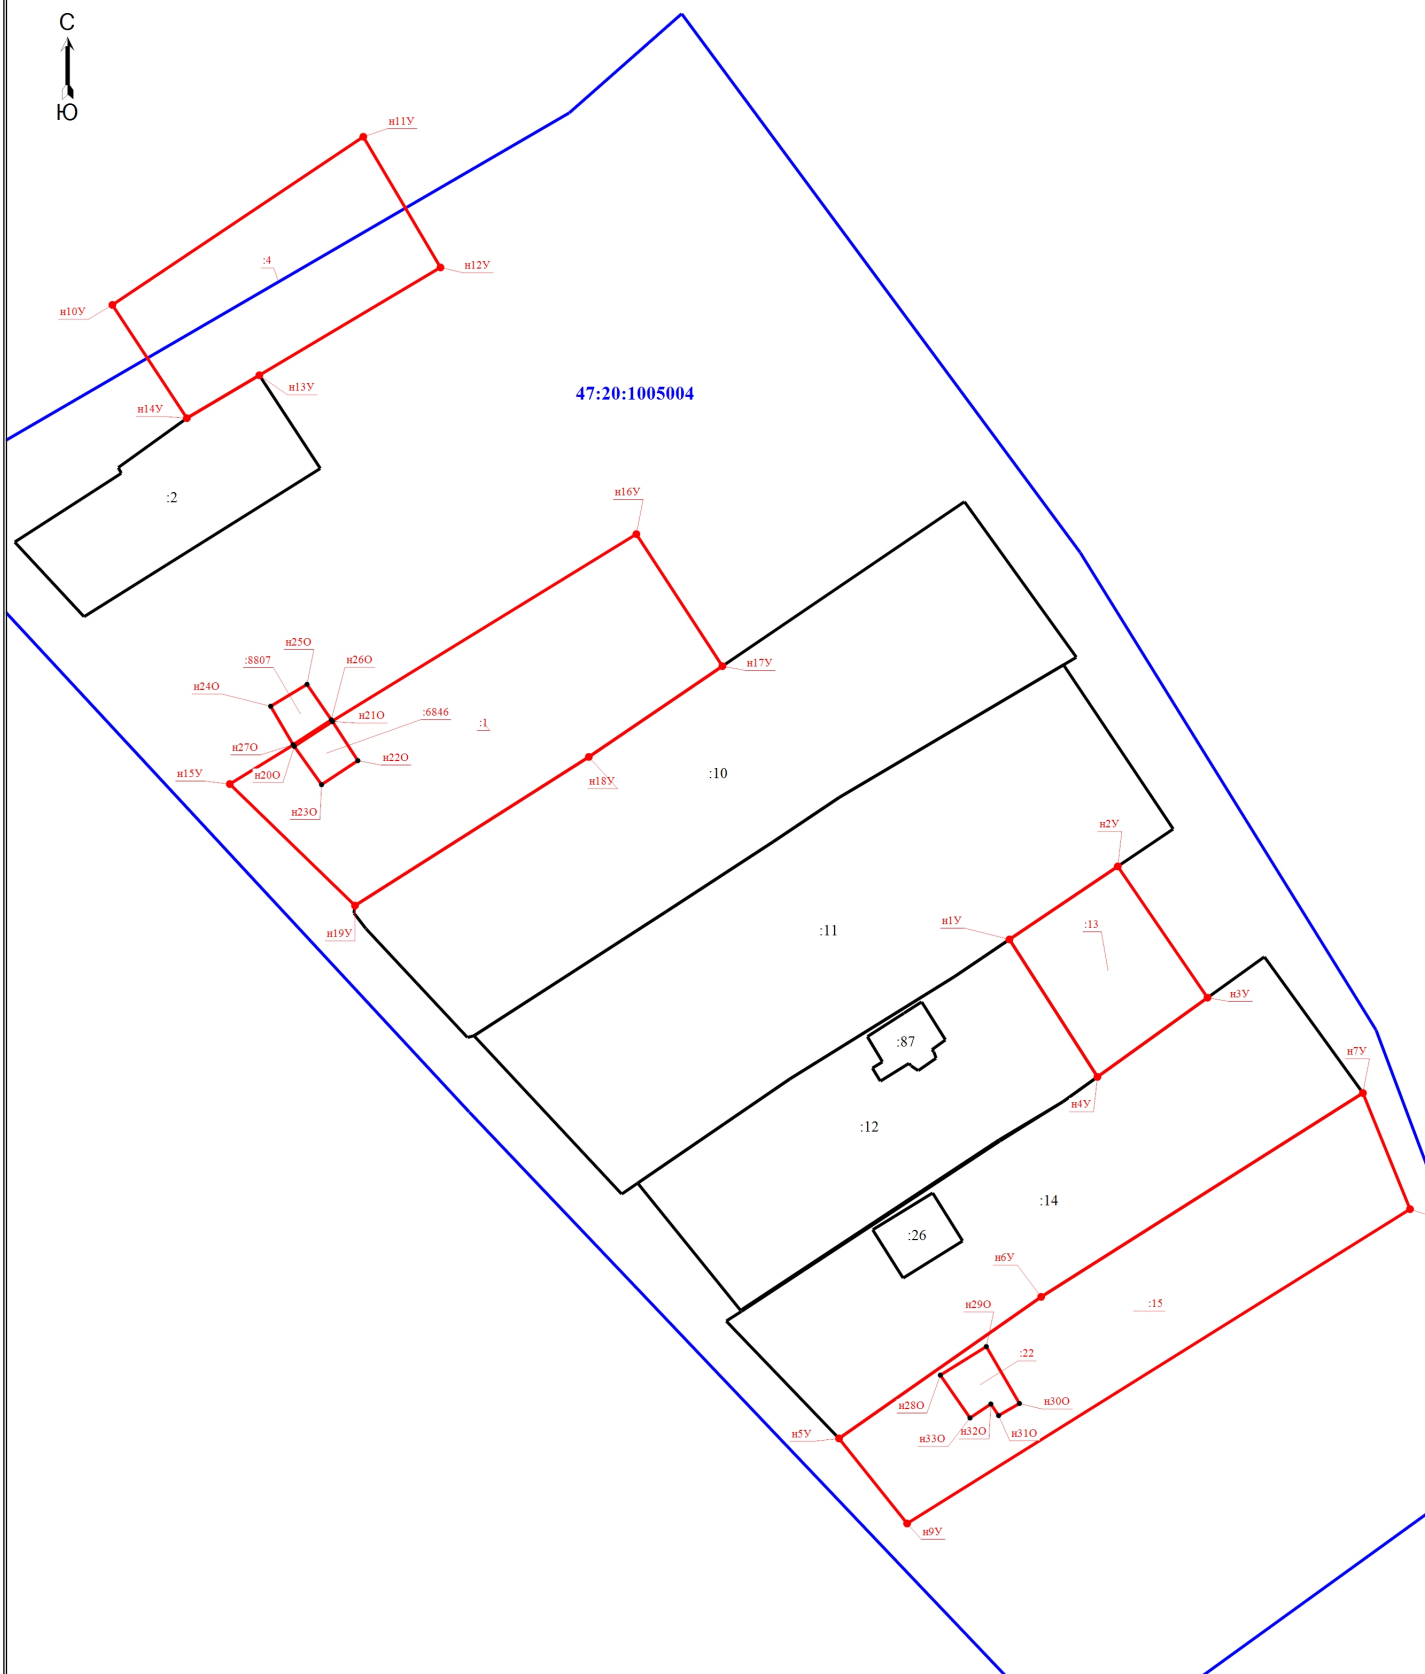 С
Ю
н11У
:4
н12У
н10У
н13У
47:20:1005004
н14У
:2
н16У
н25О
:8807
н26О
н17У
н24О
н21О
:6846
:1
н27О
н22О
н15У
н20О
:10
н18У
н23О
н2У
н1У
:13
:11
н19У
н3У
:87
н7У
н4У
:12
:14
:26
н6У
н29О
:15
:22
н28О
н30О
н5У
н33О
н32О
н31О
н9У